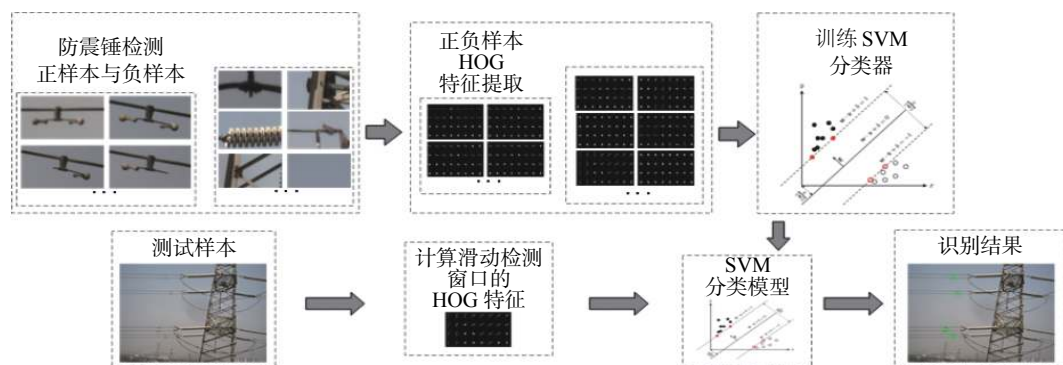 防震锤检测
正样本与负样本
正负样本
HOG
特征提取
训练 SVM
分类器
测试样本
计算滑动检测
窗口的
HOG 特征
SVM
分类模型
识别结果